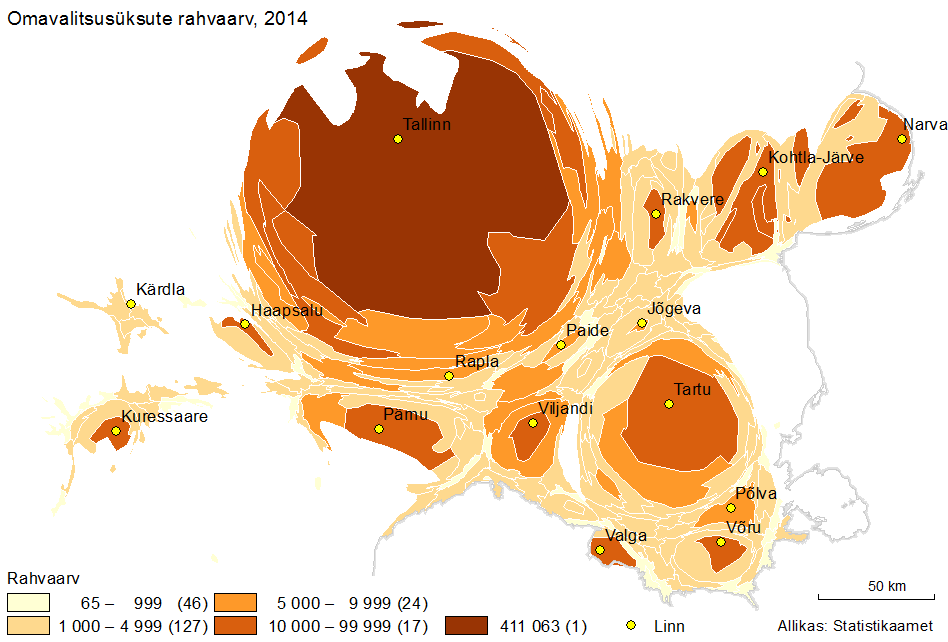 Omavalitsusüksute rahvaarv, 2014
Tallinn
Narva
Kohtla-Järve
Rakvere
Kärdla
Haapsalu
Jõgeva
Paide
Rapla
Tartu
Kuressaare
Pärnu
Viljandi
Põlva
Võru
Valga
Rahvaarv
65 – 999 (46)
5 000 – 9 999 (24)
1 000 – 4 999 (127)
10 000 – 99 999 (17)
411 063 (1)
Linn
50 km
Allikas: Statistikaamet